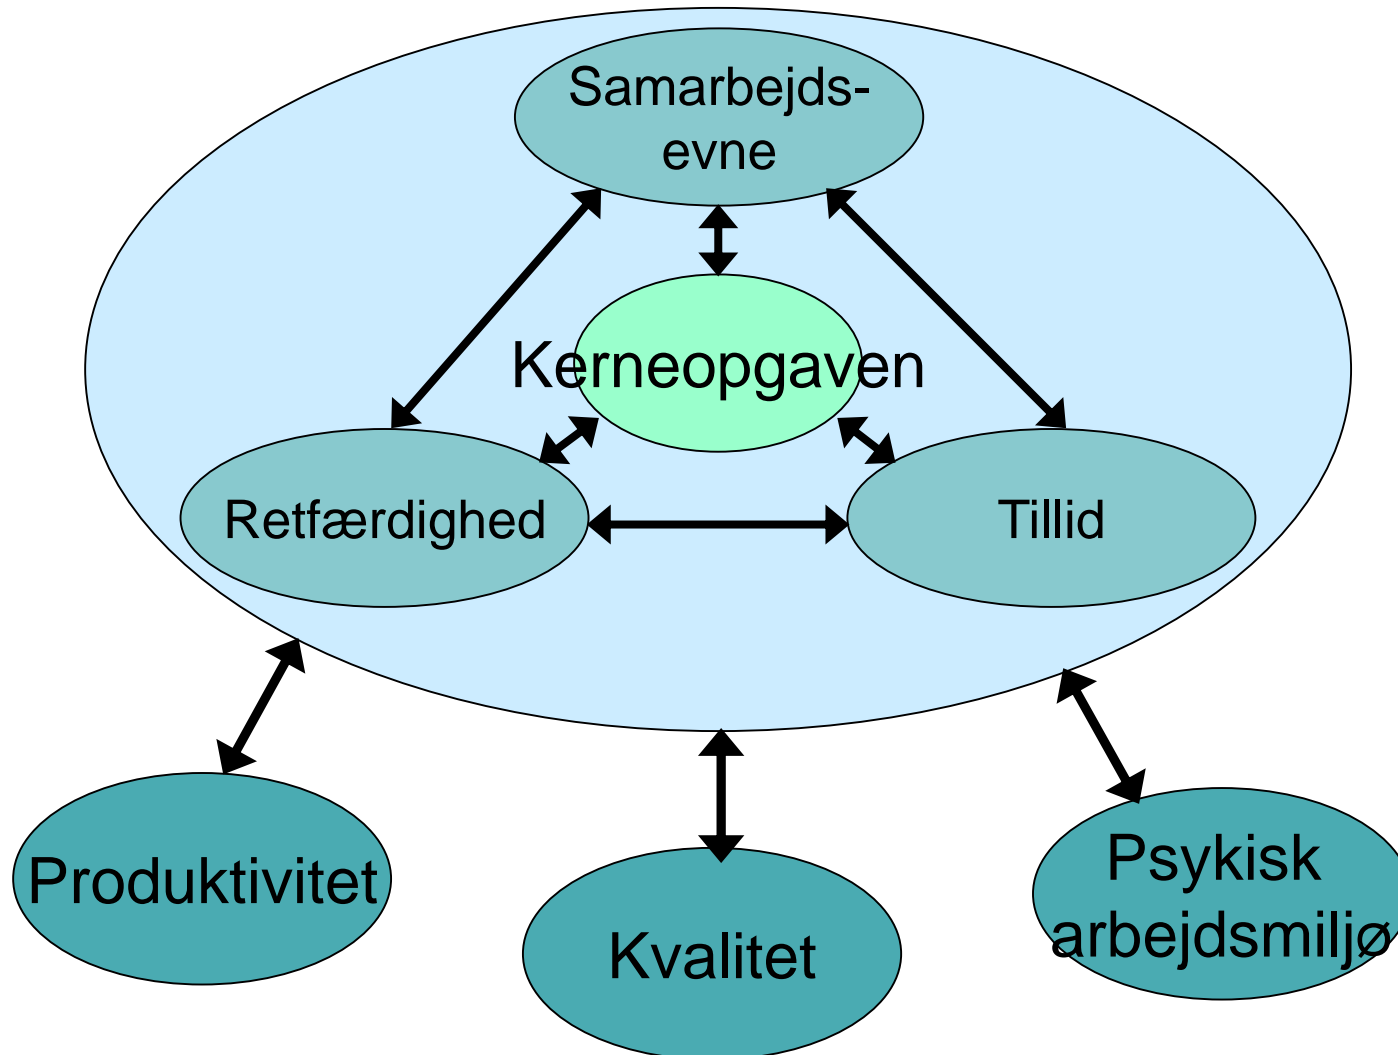 Samarbejds-
evne
Kerneopgaven
Retfærdighed
Tillid
Produktivitet
Kvalitet
Psykisk
arbejdsmiljø